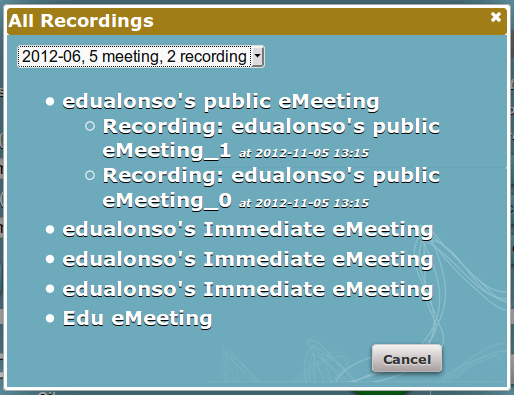 All Recordings
2012-06, 5 meeting, 2 recording
edualonso's public eMeeting
Recording: edualonso's public
eMeeting_1 at 2012-11-05 13:15
Recording: edualonso's public
eMeeting_0 at 2012-11-05 13:15
edualonso's Immediate eMeeting
edualonso's Immediate eMeeting
edualonso's Immediate eMeeting
Edu eMeeting
Cancel